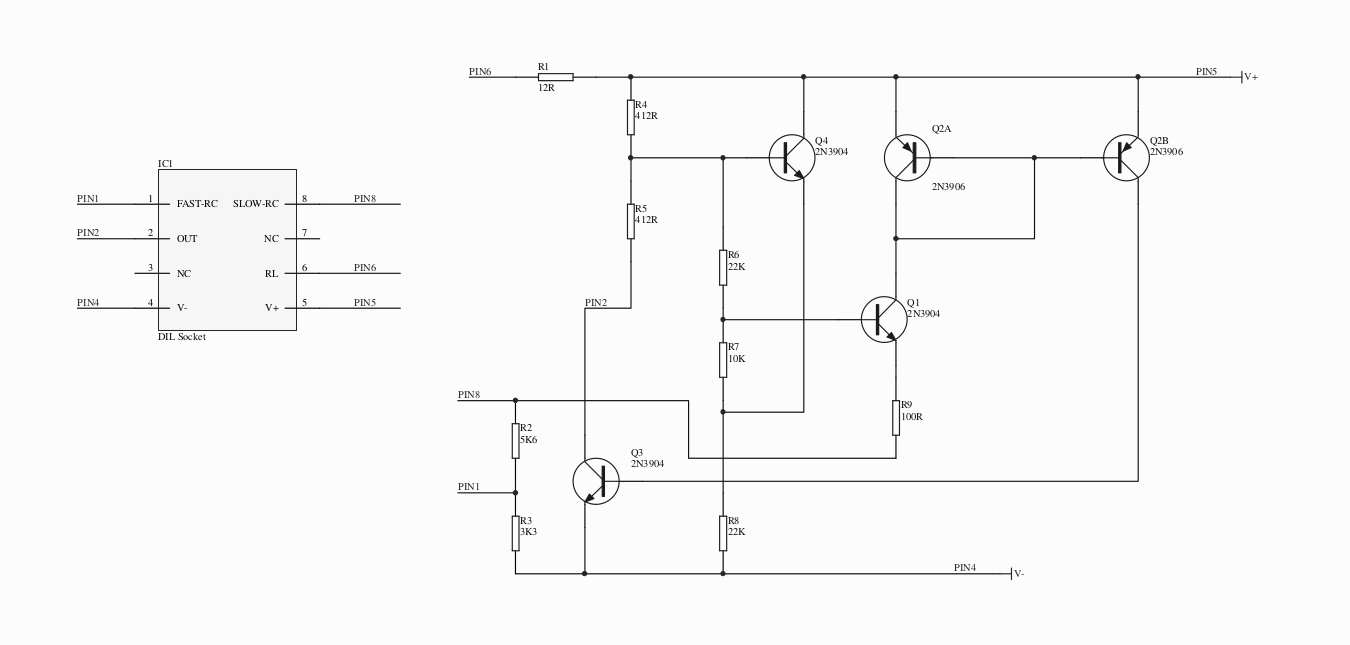 IC1
PIN1 1 FAST-RC SLOW-RC 8 PIN8
PIN2 2 OUT NC 7
3 NC RL 6 PIN6
PIN4 4 V- V+ 5 PIN5
DIL Socket
PIN6
R1
12R
PIN5
V+
R4
412R
Q4
2N3904
Q2A
2N3906
Q2B
2N3906
R5
412R
R6
22K
PIN2
Q1
2N3904
R7
10K
PIN8
R9
100R
R2
5K6
Q3
2N3904
PIN1
R3
3K3
R8
22K
PIN4
V-